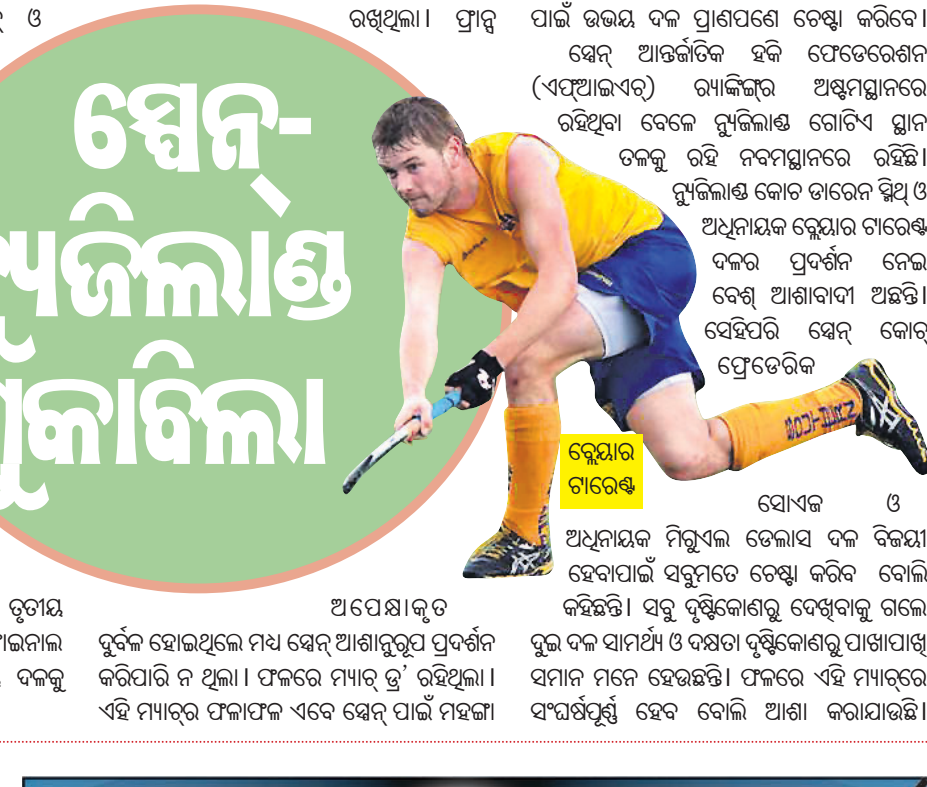 ଓ
ସ୍ପେନ-
ନ୍ୟୁଜିଲାଣ୍ଡ
ମୁକାବିଲା
ତୃତୀୟ
ଦଳକୁ
ରଖିଥିଲା। ଫ୍ରାନ୍ସ
ଅପେକ୍ଷାକୃତ
ଦୁର୍ବଳ ହୋଇଥିଲେ ମଧ୍ୟ ସ୍ପେନ୍ ଆଶାନୁରୂପ ପ୍ରଦର୍ଶନ
କରିପାରି ନ ଥିଲା। ଫଳରେ ମ୍ୟାଚ୍ ଡ୍ର' ରହିଥିଲା।
ଏହି ମ୍ୟାଚ୍‌ର ଫଳାଫଳ ଏବେ ସ୍ପେନ୍ ପାଇଁ ମହଙ୍ଗା
ପାଇଁ ଉଭୟ ଦଳ ପ୍ରାଣପଣେ ଚେଷ୍ଟା କରିବେ।
ସ୍ପେନ୍ ଆନ୍ତର୍ଜାତିକ ହକି ଫେଡେରେଶନ
(ଏଫ୍ଆଇଏଚ୍) ର‍୍ୟାଙ୍କିଙ୍ଗ୍‌ର ଅଷ୍ଟମସ୍ଥାନରେ
ରହିଥିବା ବେଳେ ନ୍ୟୁଜିଲାଣ୍ଡ ଗୋଟିଏ ସ୍ଥାନ
ତଳକୁ ରହି ନବମସ୍ଥାନରେ ରହିଛି।
ନ୍ୟୁଜିଲାଣ୍ଡ କୋଚ ଡାରେନ ସ୍ମିଥ୍ ଓ
ଅଧିନାୟକ ବ୍ଲେୟାର ଟାରେଣ୍ଟ
ଦଳର ପ୍ରଦର୍ଶନ ନେଇ
ବେଶ୍ ଆଶାବାଦୀ ଅଛନ୍ତି।
ସେହିପରି ସ୍ପେନ୍ କୋଚ୍
ଫ୍ରେଡେରିକ
ବ୍ଲେୟାର
ଟାରେଣ୍ଟ
ସୋଏଜ ଓ
ଅଧିନାୟକ ମିଗୁଏଲ ଡେଲାସ ଦଳ ବିଜୟୀ
ହେବାପାଇଁ ସବୁମତେ ଚେଷ୍ଟା କରିବ ବୋଲି
କହିଛନ୍ତି। ସବୁ ଦୃଷ୍ଟିକୋଣରୁ ଦେଖିବାକୁ ଗଲେ
ଦୁଇ ଦଳ ସାମର୍ଥ୍ୟ ଓ ଦକ୍ଷତା ଦୃଷ୍ଟିକୋଣରୁ ପାଖାପାଖି
ସମାନ ମନେ ହେଉଛନ୍ତି। ଫଳରେ ଏହି ମ୍ୟାଚ୍‌ରେ
ସଂଘର୍ଷପୂର୍ଣ୍ଣ ହେବ ବୋଲି ଆଶା କରାଯାଉଛି।